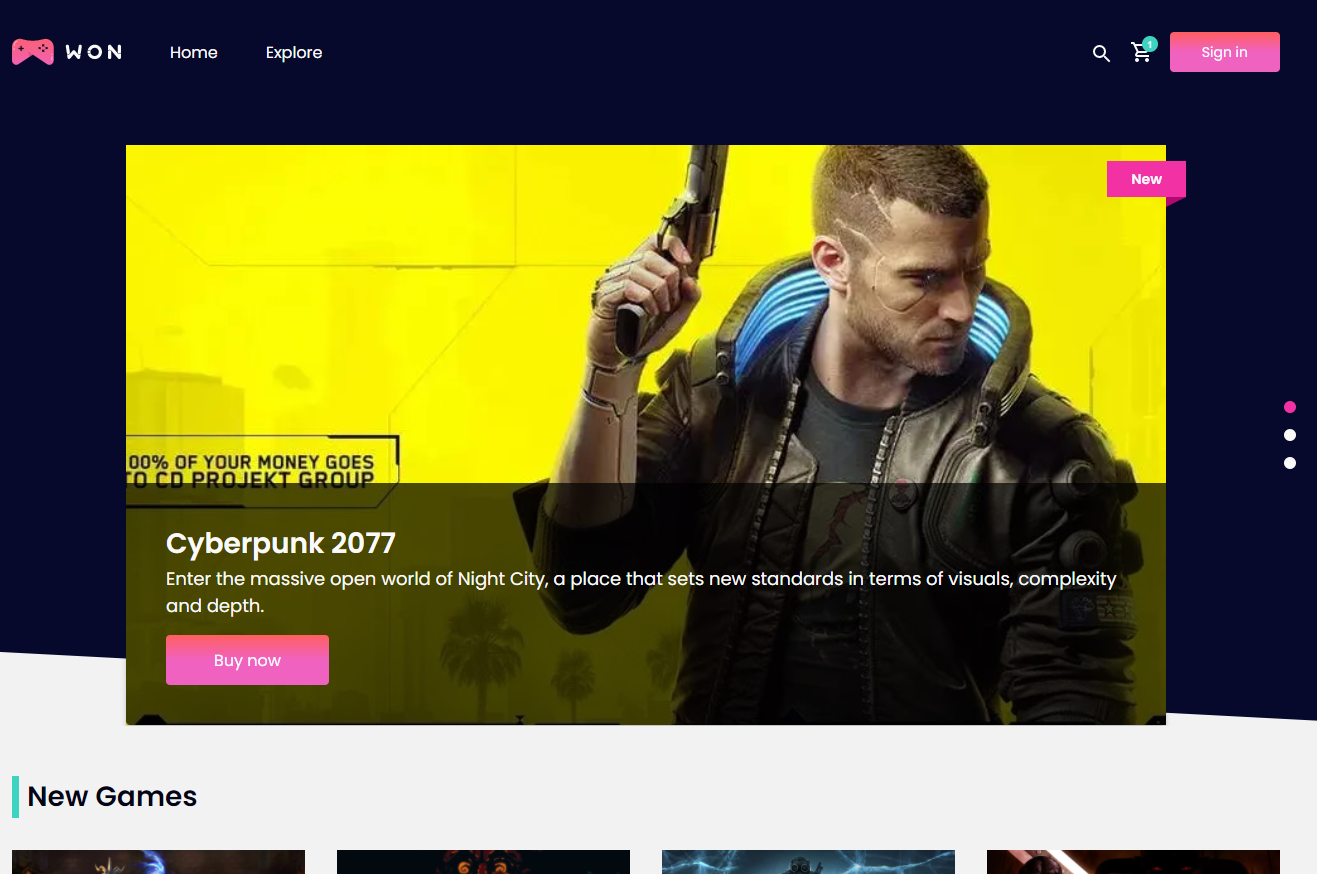 WON
Home
Explore
1
Sign in
New
00% OF YOUR MONEY GOES
TO CD PROJEKT GROUP
Cyberpunk 2077
Enter the massive open world of Night City, a place that sets new standards in terms of visuals, complexity
and depth.
Buy now
New Games